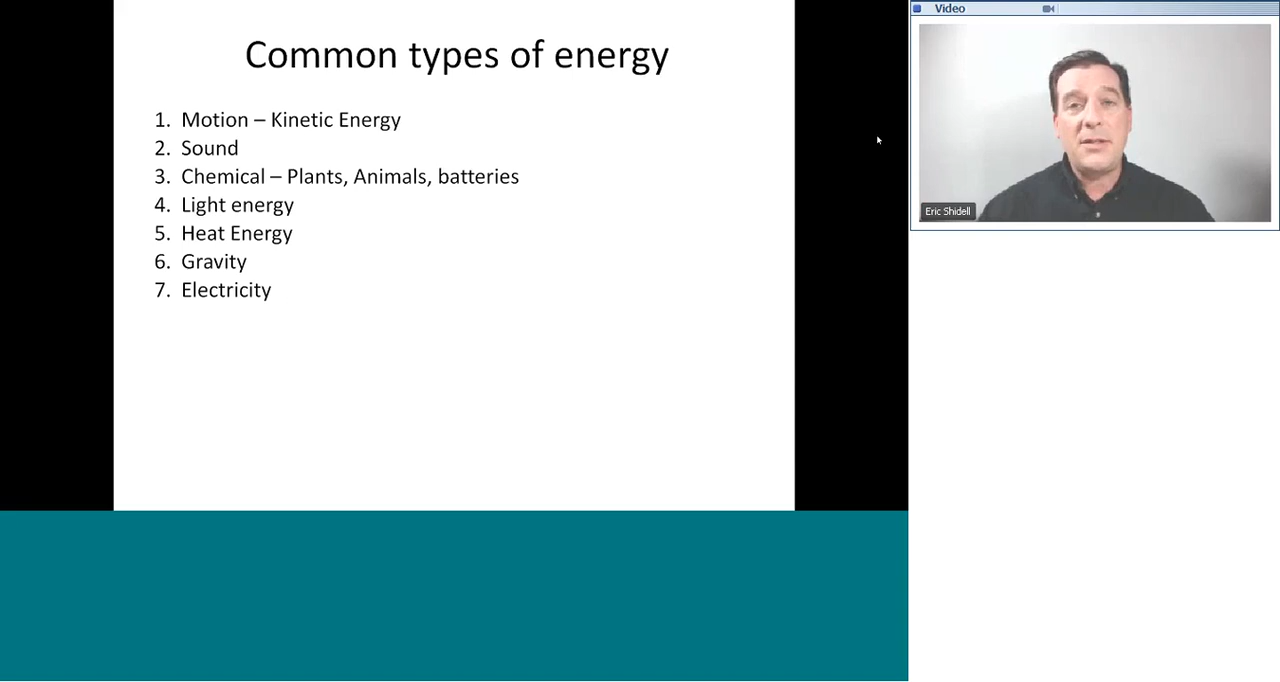 Common types of energy
1. Motion – Kinetic Energy
2. Sound
3. Chemical – Plants, Animals, batteries
4. Light energy
5. Heat Energy
6. Gravity
7. Electricity
Video
Eric Shidell